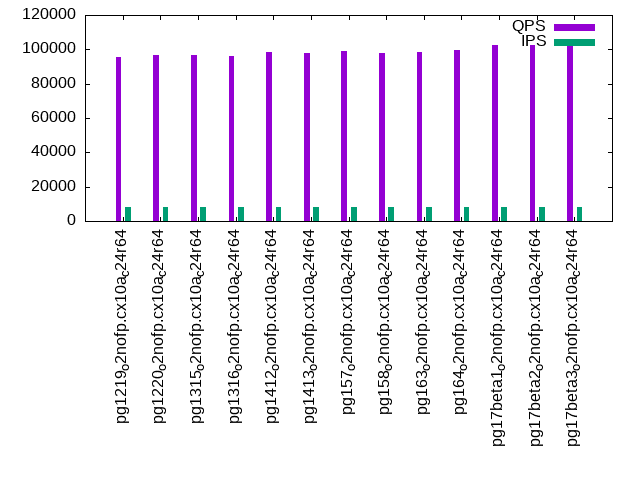 120000
100000
80000
60000
40000
20000
0
QPS
IPS
pg1219o2nofp.cx10ac24r64
pg1220o2nofp.cx10ac24r64
pg1315o2nofp.cx10ac24r64
pg1316o2nofp.cx10ac24r64
pg1412o2nofp.cx10ac24r64
pg1413o2nofp.cx10ac24r64
pg157o2nofp.cx10ac24r64
pg158o2nofp.cx10ac24r64
pg163o2nofp.cx10ac24r64
pg164o2nofp.cx10ac24r64
pg17beta1o2nofp.cx10ac24r64
pg17beta2o2nofp.cx10ac24r64
pg17beta3o2nofp.cx10ac24r64